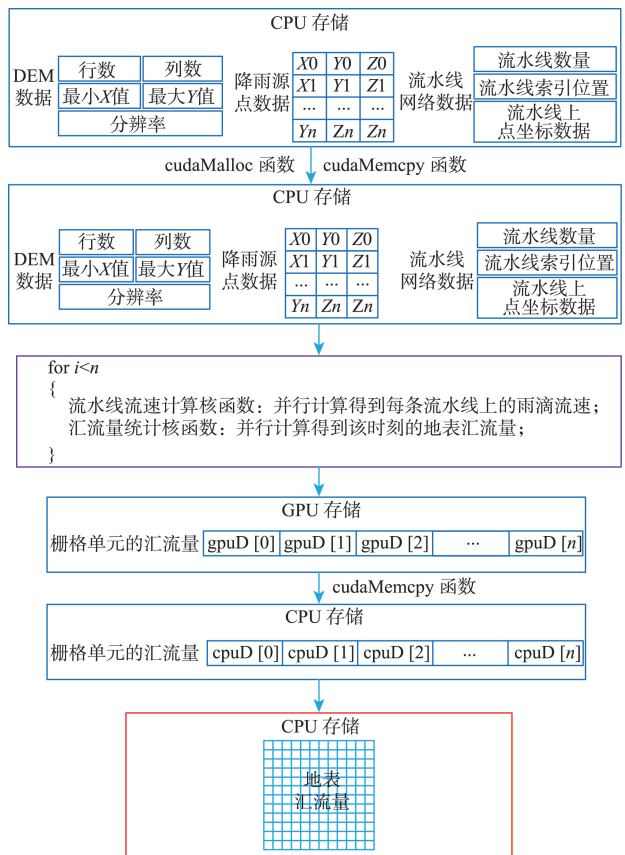 CPU 存储
DEM 数据
行数 列数
最小X值 最大Y值
分辨率
降雨源点数据
X0 Y0 Z0
X1 Y1 Z1
... ... ...
Yn Zn Zn
流水线网络数据
流水线数量
流水线索引位置
流水线上
点坐标数据
cudaMalloc 函数 cudaMemcpy 函数
CPU 存储
DEM 数据
行数 列数
最小X值 最大Y值
分辨率
降雨源点数据
X0 Y0 Z0
X1 Y1 Z1
... ... ...
Yn Zn Zn
流水线网络数据
流水线数量
流水线索引位置
流水线上
点坐标数据
for i<n
{
流水线流速计算核函数：并行计算得到每条流水线上的雨滴流速；
汇流量统计核函数：并行计算得到该时刻的地表汇流量；
}
GPU 存储
栅格单元的汇流量 gpuD [0] gpuD [1] gpuD [2] ... gpuD [n]
cudaMemcpy 函数
CPU 存储
栅格单元的汇流量 cpuD [0] cpuD [1] cpuD [2] ... cpuD [n]
CPU 存储
地表
汇流量